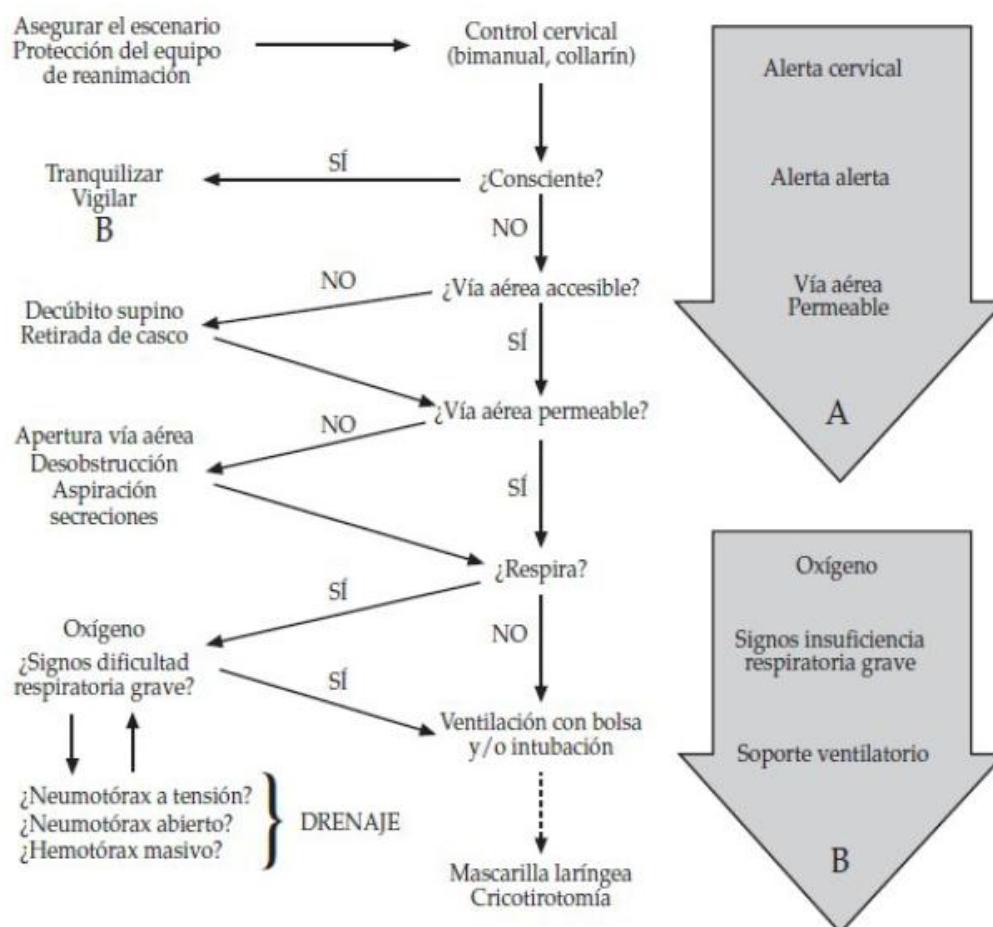 Asegurar el escenario
Protección del equipo
de reanimación
Control cervical
(bimanual, collarín)
SÍ
Tranquilizar
Vigilar
B
¿Consciente?
NO
NO
¿Vía aérea accesible?
Decúbito supino
Retirada de casco
SÍ
¿Vía aérea permeable?
NO
Apertura vía aérea
Desobstrucción
Aspiración
secreciones
SÍ
¿Respira?
SÍ
Oxígeno
¿Signos dificultad
respiratoria grave?
NO
SÍ
Ventilación con bolsa
y/o intubación
¿Neumotórax a tensión?
¿Neumotórax abierto?
¿Hemotórax masivo?
DRENAJE
Mascarilla laríngea
Cricotirotomía
Alerta cervical
Alerta alerta
Vía aérea
Permeable
A
Oxígeno
Signos insuficiencia
respiratoria grave
Soporte ventilatorio
B